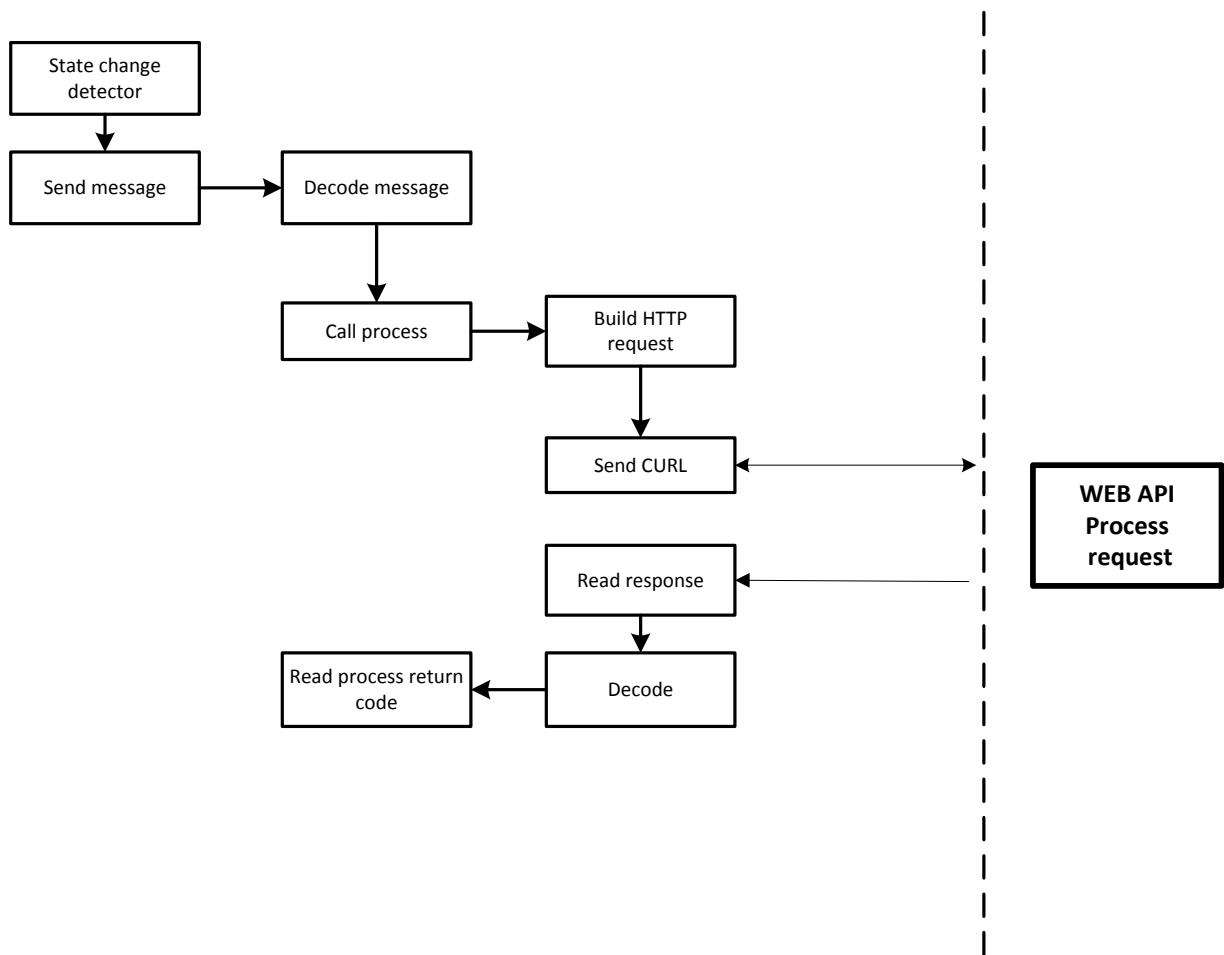 State change
detector
Send message
Decode message
Call process
Build HTTP
request
Send CURL
WEB API
Process
request
Read response
Read process return
code
Decode